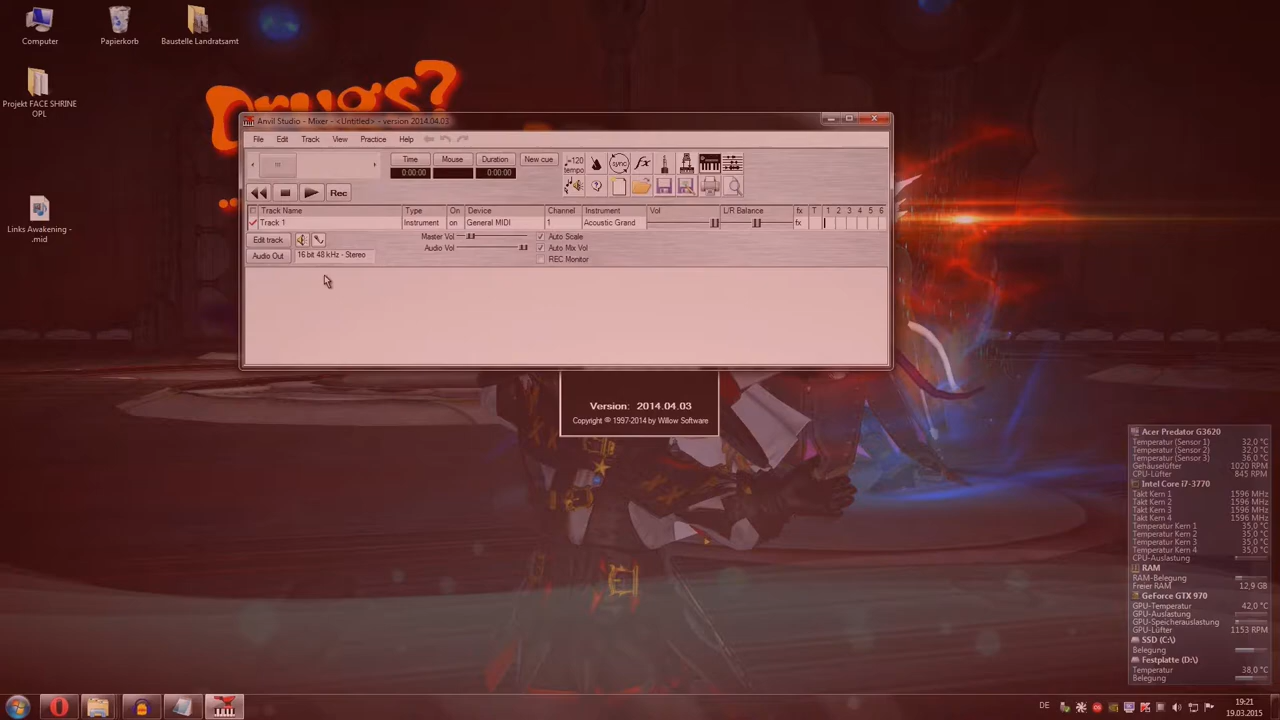 Computer
Papierkorb
Baustelle Landratsamt
Projekt FACE SHRINE
OPL
Links Awakening -
.mid
Drugs?
Anvil Studio - Mixer - <Untitled> - version 2014.04.03
File Edit Track View Practice Help
Time Mouse Duration New cue
0:00:00 0:00:00
=120
tempo
sync
fx
Rec
Track Name Type On Device Channel Instrument Vol L/R Balance fx T 1 2 3 4 5 6
Track 1 Instrument on General MIDI 1 Acoustic Grand fx
Edit track Master Vol Auto Scale
Audio Vol Auto Mix Vol
Audio Out 16 bit 48 kHz - Stereo REC Monitor
Version: 2014.04.03
Copyright © 1997-2014 by Willow Software
Acer Predator G3620
Temperatur (Sensor 1) 32,0 °C
Temperatur (Sensor 2) 32,0 °C
Temperatur (Sensor 3) 36,0 °C
Gehäuselüfter 1020 RPM
CPU-Lüfter 845 RPM
Intel Core i7-3770
Takt Kern 1 1596 MHz
Takt Kern 2 1596 MHz
Takt Kern 3 1596 MHz
Takt Kern 4 1596 MHz
Temperatur Kern 1 35,0 °C
Temperatur Kern 2 35,0 °C
Temperatur Kern 3 35,0 °C
Temperatur Kern 4 35,0 °C
CPU-Auslastung
RAM
RAM-Belegung
Freier RAM 12,9 GB
GeForce GTX 970
GPU-Temperatur 42,0 °C
GPU-Auslastung
GPU-Speicherauslastung
GPU-Lüfter 1153 RPM
SSD (C:\)
Belegung
Festplatte (D:\)
Temperatur 38,0 °C
Belegung
DE
19:21
19.03.2015